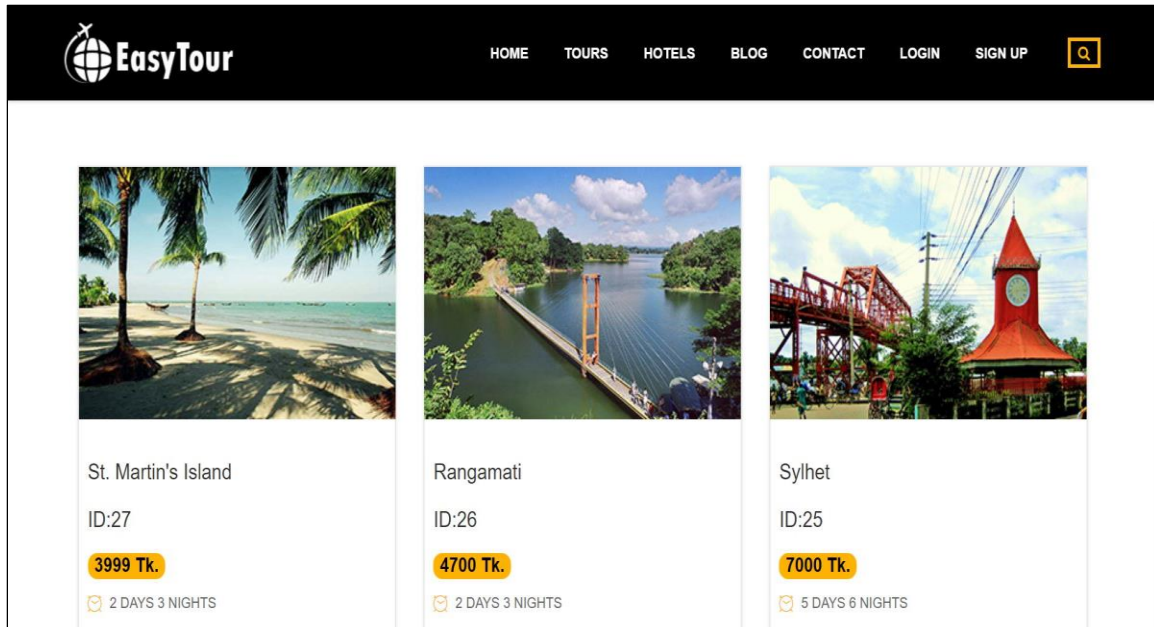 EasyTour
HOME TOURS HOTELS BLOG CONTACT LOGIN SIGN UP
St. Martin's Island
ID:27
3999 Tk.
2 DAYS 3 NIGHTS
Rangamati
ID:26
4700 Tk.
2 DAYS 3 NIGHTS
Sylhet
ID:25
7000 Tk.
5 DAYS 6 NIGHTS